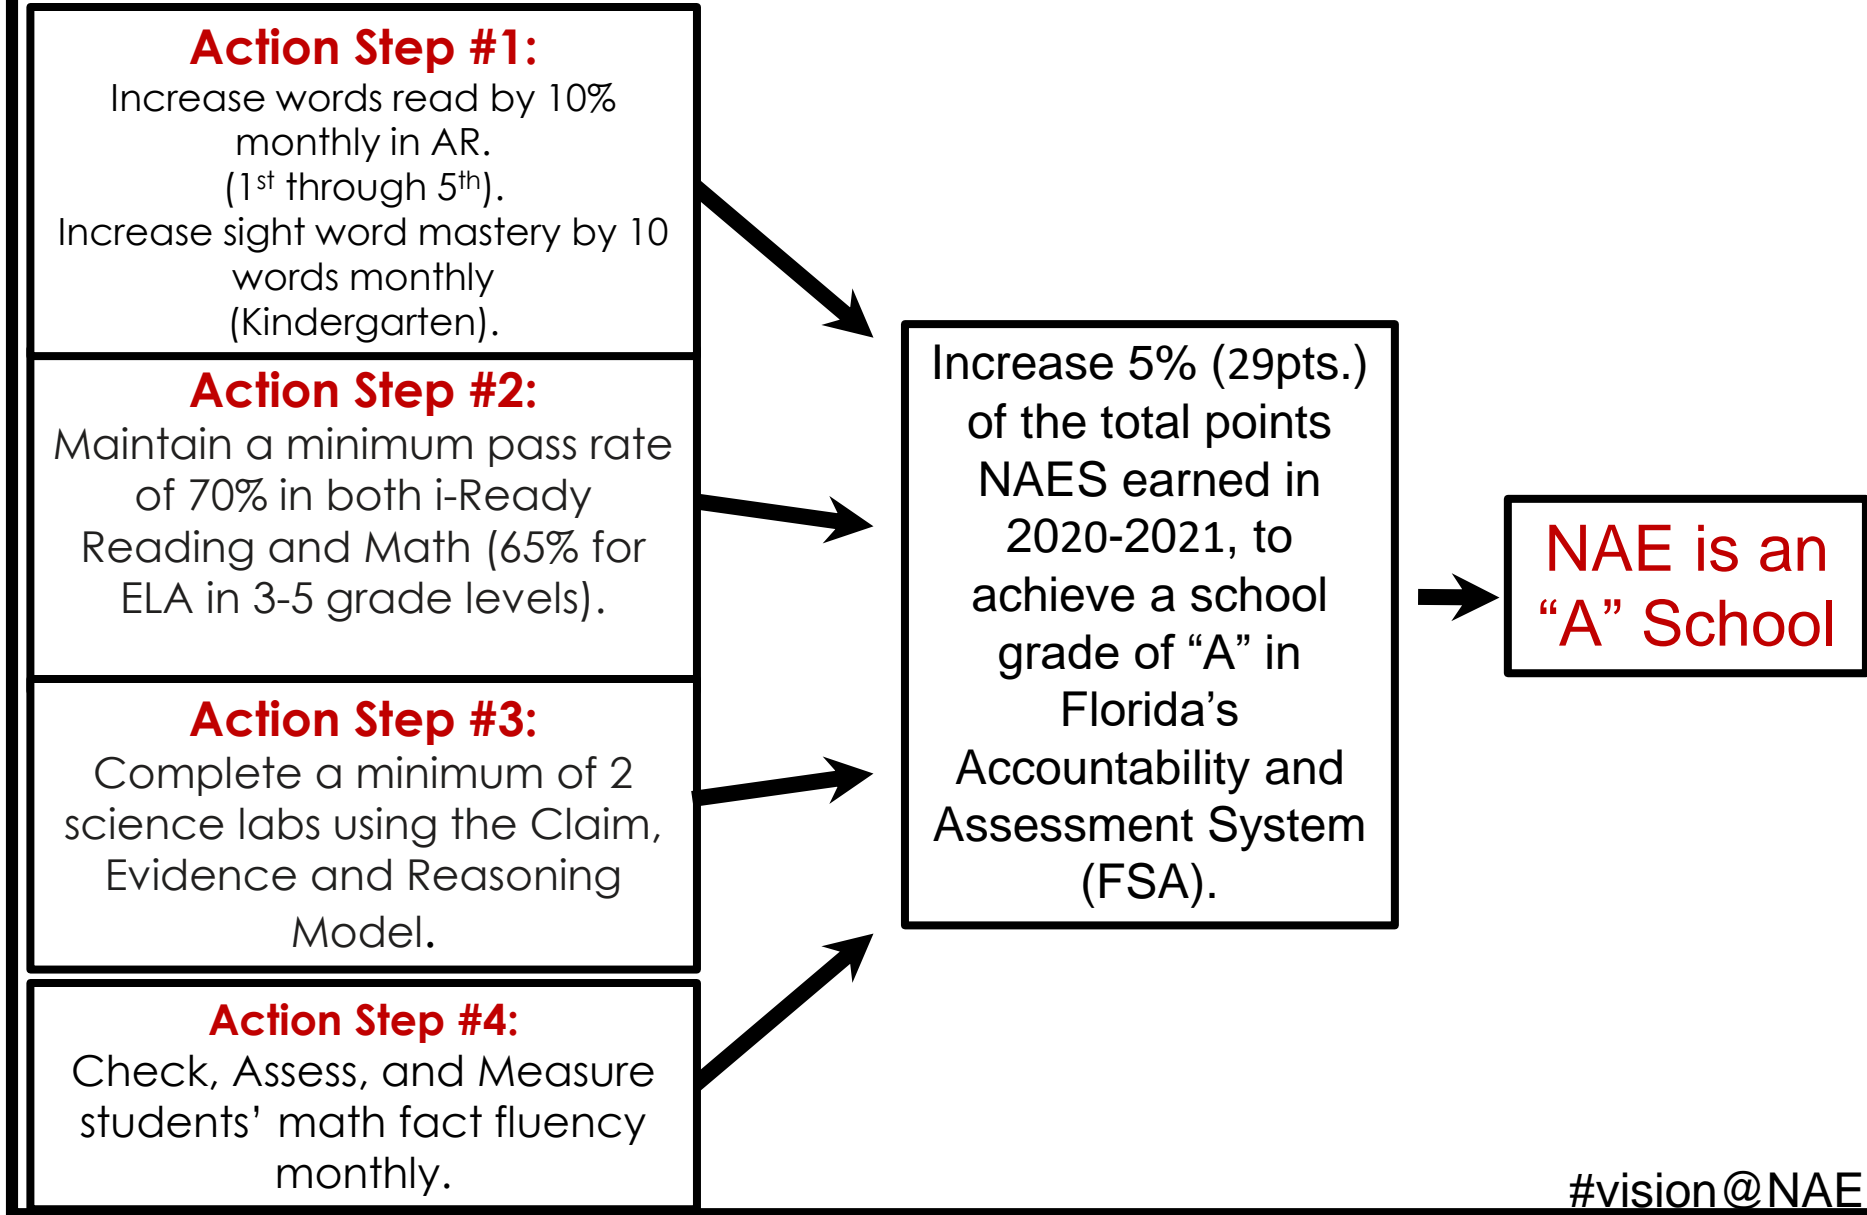 Action Step #1:
Increase words read by 10%
monthly in AR.
(1st through 5th).
Increase sight word mastery by 10
words monthly
(Kindergarten).
Action Step #2:
Maintain a minimum pass rate
of 70% in both i-Ready
Reading and Math (65% for
ELA in 3-5 grade levels).
Action Step #3:
Complete a minimum of 2
science labs using the Claim,
Evidence and Reasoning
Model.
Action Step #4:
Check, Assess, and Measure
students’ math fact fluency
monthly.
Increase 5% (29pts.)
of the total points
NAES earned in
2020-2021, to
achieve a school
grade of “A” in
Florida’s
Accountability and
Assessment System
(FSA).
NAE is an
“A” School
#vision@NAE